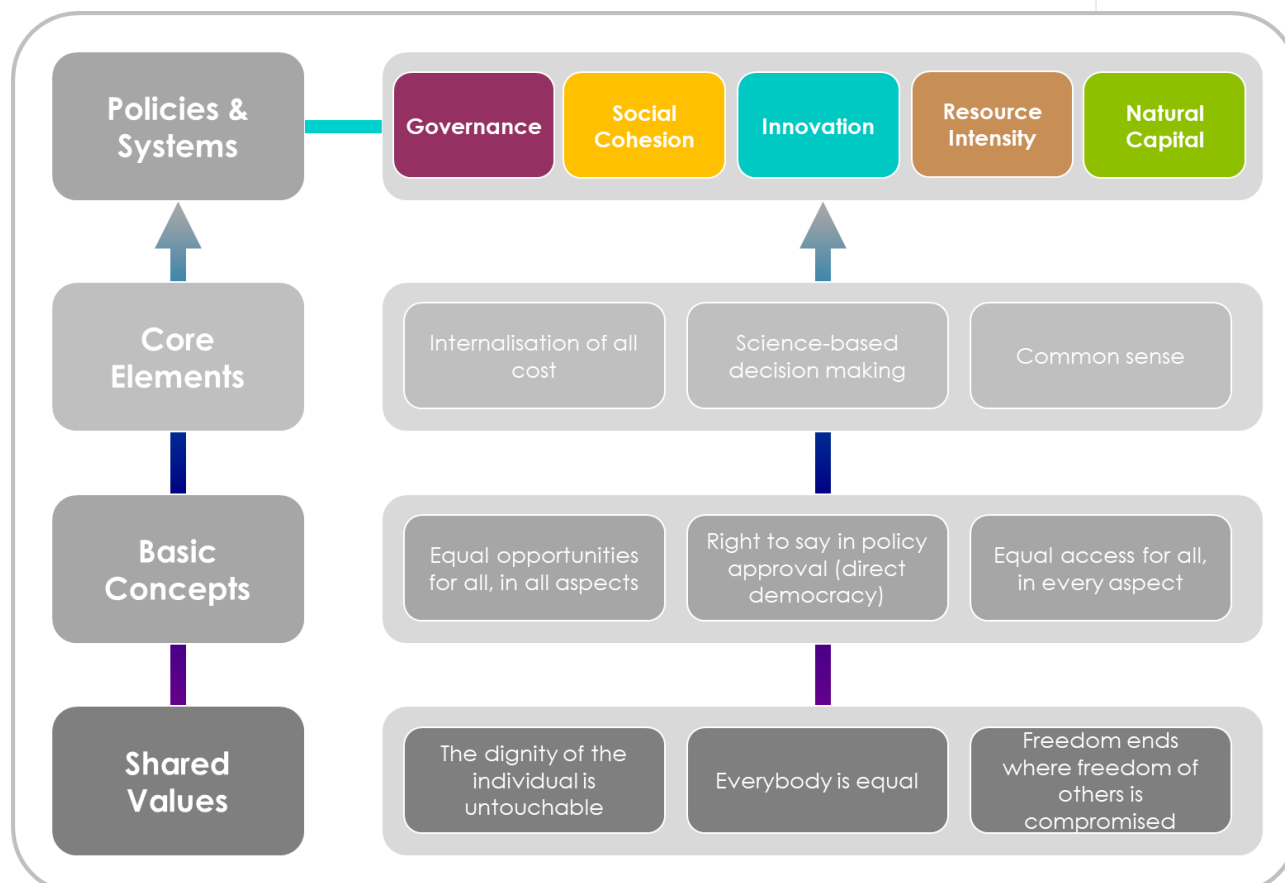 Policies &
Systems
Governance
Social
Cohesion
Innovation
Resource
Intensity
Natural
Capital
Core
Elements
Internalisation of all
cost
Science-based
decision making
Common sense
Basic
Concepts
Equal opportunities
for all, in all aspects
Right to say in policy
approval (direct
democracy)
Equal access for all,
in every aspect
Shared
Values
The dignity of the
individual is
untouchable
Everybody is equal
Freedom ends
where freedom of
others is
compromised